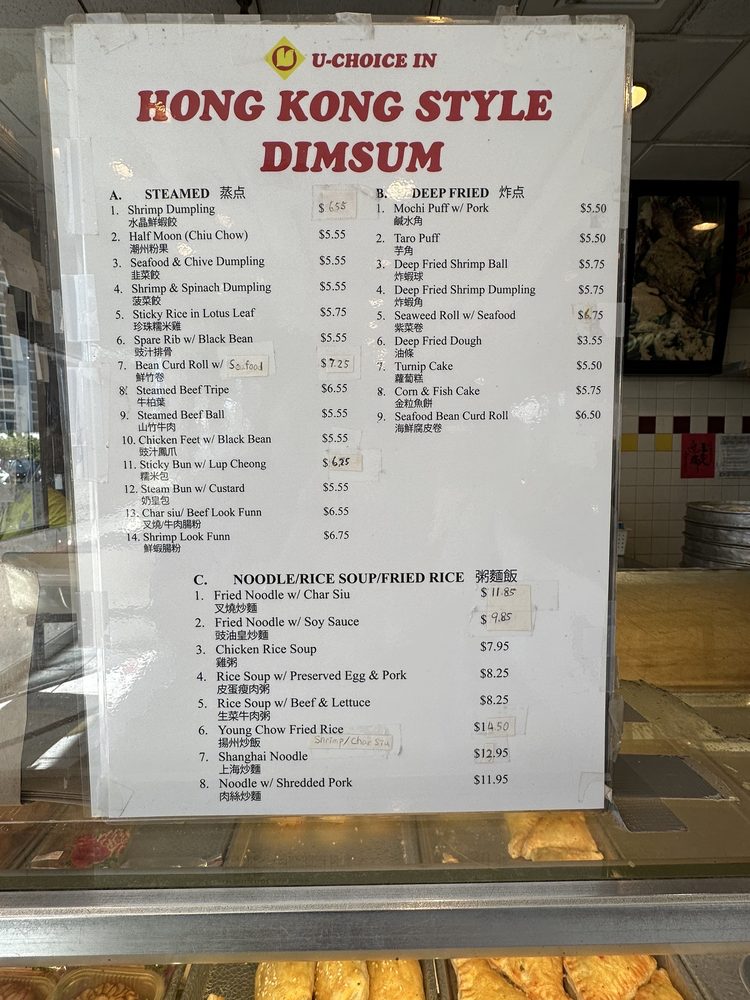 U-CHOICE IN
HONG KONG STYLE
DIMSUM
A. STEAMED 蒸点
1. Shrimp Dumpling $ 6.55
水晶鮮蝦餃
2. Half Moon (Chiu Chow) $5.55
潮州粉果
3. Seafood & Chive Dumpling $5.55
韭菜餃
4. Shrimp & Spinach Dumpling $5.55
菠菜餃
5. Sticky Rice in Lotus Leaf $5.75
珍珠糯米雞
6. Spare Rib w/ Black Bean $5.55
豉汁排骨
7. Bean Curd Roll w/ Seafood $7.25
鮮竹卷
8. Steamed Beef Tripe $6.55
牛柏葉
9. Steamed Beef Ball $5.55
山竹牛肉
10. Chicken Feet w/ Black Bean $5.55
豉汁鳳爪
11. Sticky Bun w/ Lup Cheong $ 6.25
糯米包
12. Steam Bun w/ Custard $5.55
奶皇包
13. Char siu/ Beef Look Funn $6.55
叉燒/牛肉腸粉
14. Shrimp Look Funn $6.75
鮮蝦腸粉
B. DEEP FRIED 炸点
1. Mochi Puff w/ Pork $5.50
鹹水角
2. Taro Puff $5.50
芋角
3. Deep Fried Shrimp Ball $5.75
炸蝦球
4. Deep Fried Shrimp Dumpling $5.75
炸蝦角
5. Seaweed Roll w/ Seafood $6.75
紫菜卷
6. Deep Fried Dough $3.55
油條
7. Turnip Cake $5.50
蘿蔔糕
8. Corn & Fish Cake $5.75
金粒魚餅
9. Seafood Bean Curd Roll $6.50
海鮮腐皮卷
C. NOODLE/RICE SOUP/FRIED RICE 粥麵飯
1. Fried Noodle w/ Char Siu $ 11.85
叉燒炒麵
2. Fried Noodle w/ Soy Sauce $ 9.85
豉油皇炒麵
3. Chicken Rice Soup $7.95
雞粥
4. Rice Soup w/ Preserved Egg & Pork $8.25
皮蛋瘦肉粥
5. Rice Soup w/ Beef & Lettuce $8.25
生菜牛肉粥
6. Young Chow Fried Rice $14.50
揚州炒飯 Shrimp/Char Siu
7. Shanghai Noodle $12.95
上海炒麵
8. Noodle w/ Shredded Pork $11.95
肉絲炒麵